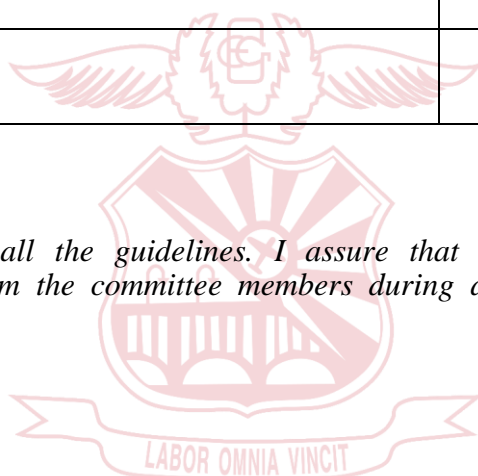 all the guidelines. I assure that
the committee members during
LABOR OMNIA VINCIT